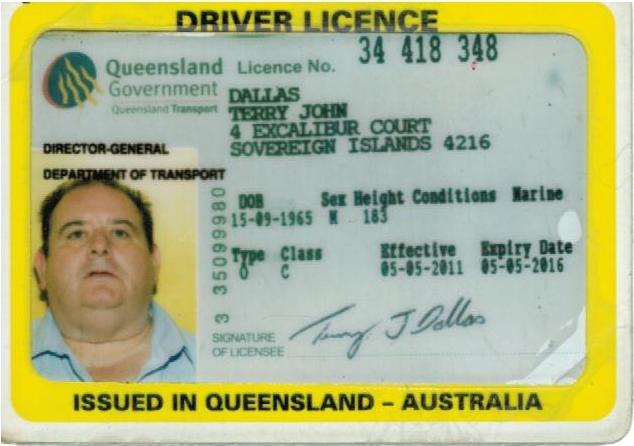 DRIVER LICENCE
Queensland Government
Queensland Transport
Licence No. 34 418 348
DALLAS
TERRY JOHN
4 EXCALIBUR COURT
SOVEREIGN ISLANDS 4216
DIRECTOR-GENERAL
DEPARTMENT OF TRANSPORT
DOB Sex Height Conditions Marine
15-09-1965 M 183
Type Class Effective Expiry Date
O C 05-05-2011 05-05-2016
3 35099980
SIGNATURE OF LICENSEE
Terry J Dallas
ISSUED IN QUEENSLAND – AUSTRALIA